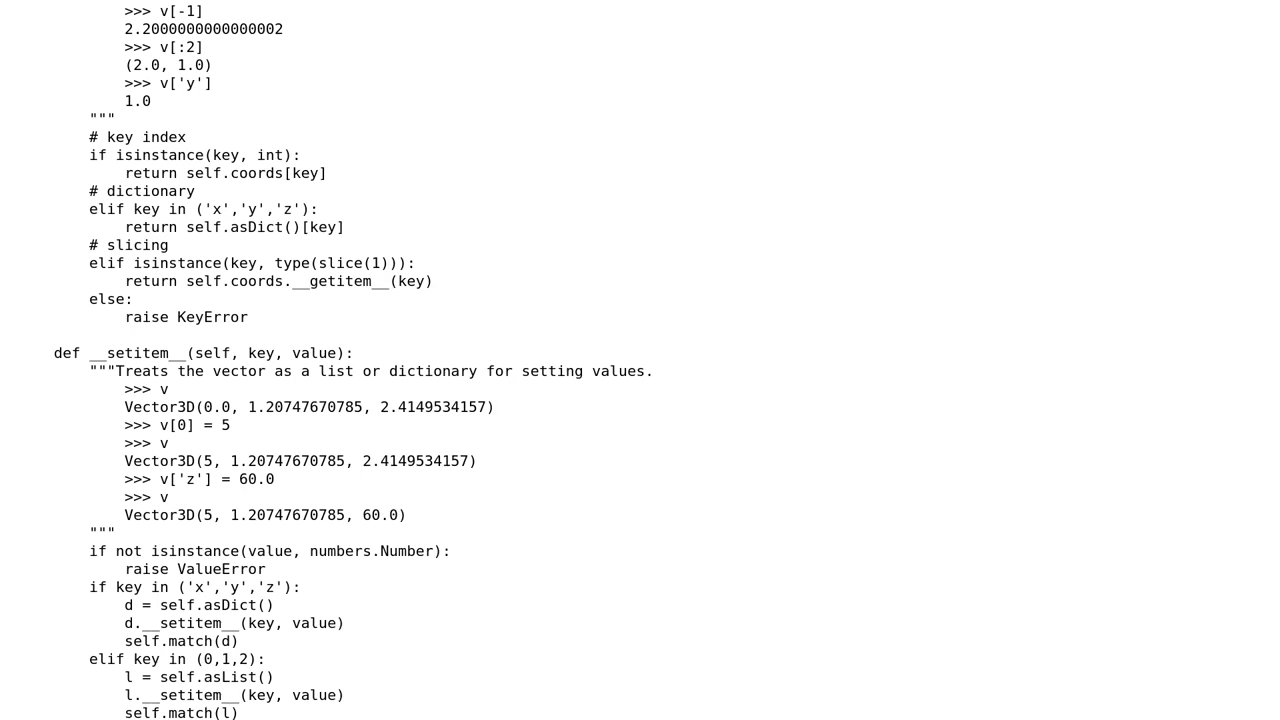 >>> v[-1]
        2.2000000000000002
        >>> v[:2]
        (2.0, 1.0)
        >>> v['y']
        1.0
    """
    # key index
    if isinstance(key, int):
        return self.coords[key]
    # dictionary
    elif key in ('x','y','z'):
        return self.asDict()[key]
    # slicing
    elif isinstance(key, type(slice(1))):
        return self.coords.__getitem__(key)
    else:
        raise KeyError

def __setitem__(self, key, value):
    """Treats the vector as a list or dictionary for setting values.
        >>> v
        Vector3D(0.0, 1.20747670785, 2.4149534157)
        >>> v[0] = 5
        >>> v
        Vector3D(5, 1.20747670785, 2.4149534157)
        >>> v['z'] = 60.0
        >>> v
        Vector3D(5, 1.20747670785, 60.0)
    """
    if not isinstance(value, numbers.Number):
        raise ValueError
    if key in ('x','y','z'):
        d = self.asDict()
        d.__setitem__(key, value)
        self.match(d)
    elif key in (0,1,2):
        l = self.asList()
        l.__setitem__(key, value)
        self.match(l)